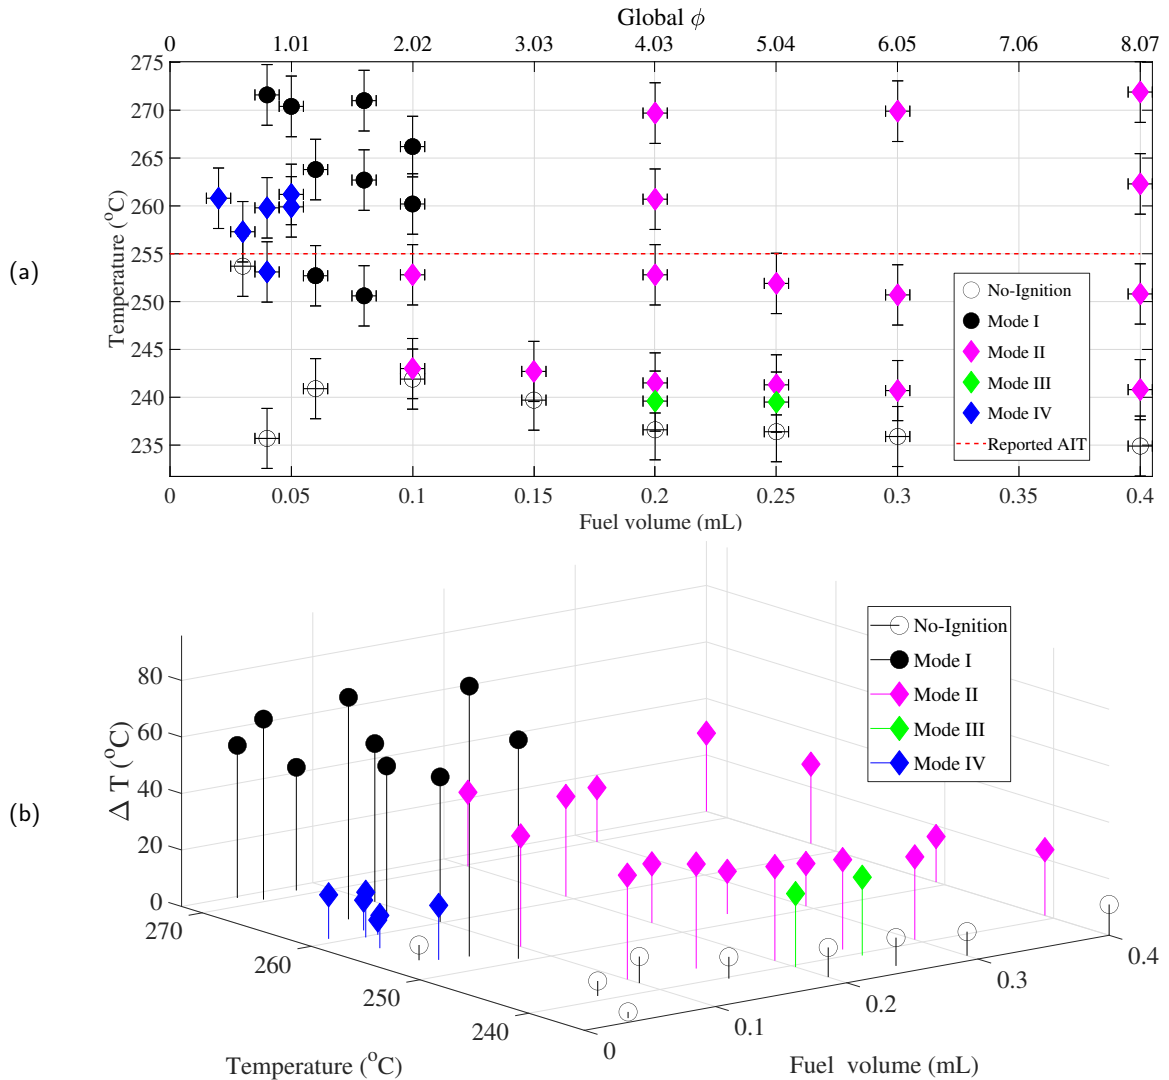 Global ϕ
0 1.01 2.02 3.03 4.03 5.04 6.05 7.06 8.07
(a)
Temperature (°C)
275
270
265
260
255
250
245
240
235
No-Ignition
Mode I
Mode II
Mode III
Mode IV
Reported AIT
0 0.05 0.1 0.15 0.2 0.25 0.3 0.35 0.4
Fuel volume (mL)
(b)
Δ T (°C)
80
60
40
20
0
No-Ignition
Mode I
Mode II
Mode III
Mode IV
270
260
250
240
0
0.1
0.2
0.3
0.4
Temperature (°C)
Fuel volume (mL)